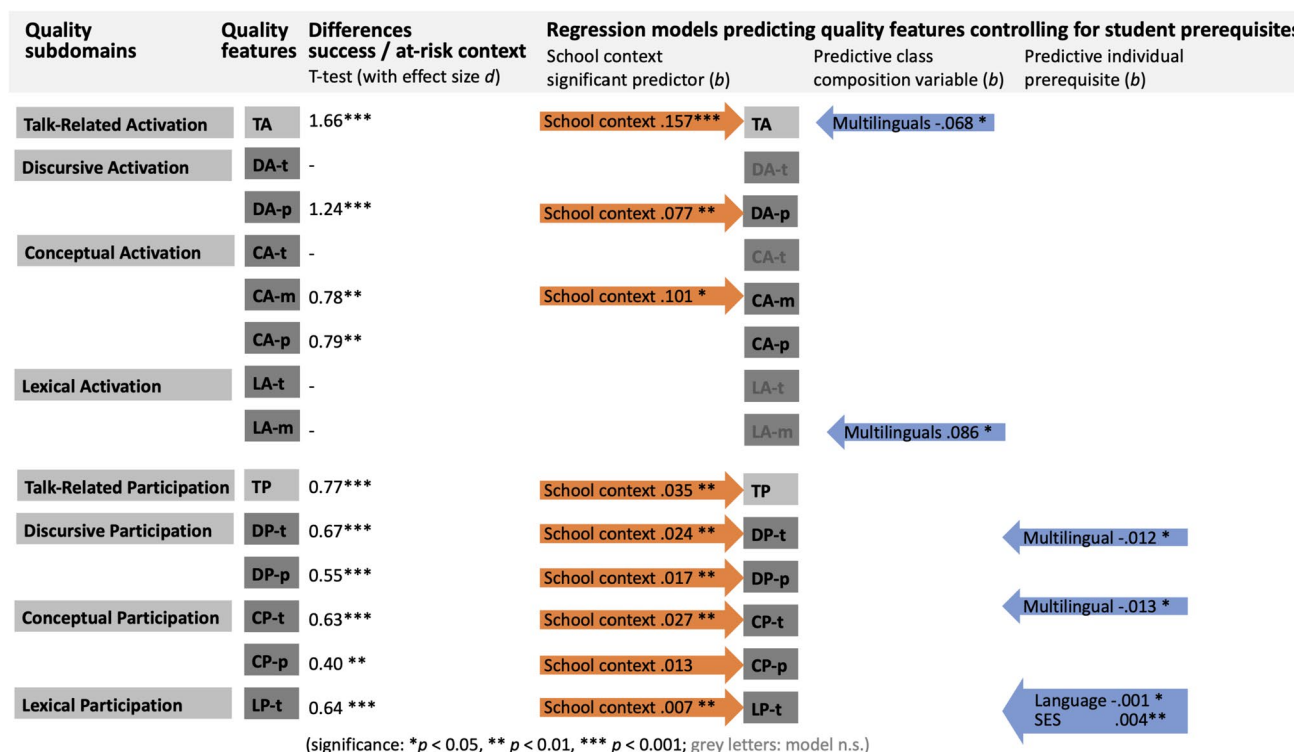 Quality subdomains Quality features Differences success / at-risk context Regression models predicting quality features controlling for student prerequisites
T-test (with effect size d) School context significant predictor (b) Predictive class composition variable (b) Predictive individual prerequisite (b)
Talk-Related Activation TA 1.66*** School context .157*** TA Multilinguals -.068 *
Discursive Activation DA-t - DA-t
DA-p 1.24*** School context .077 ** DA-p
Conceptual Activation CA-t - CA-t
CA-m 0.78** School context .101 * CA-m
CA-p 0.79** CA-p
Lexical Activation LA-t - LA-t
LA-m - LA-m Multilinguals .086 *
Talk-Related Participation TP 0.77*** School context .035 ** TP
Discursive Participation DP-t 0.67*** School context .024 ** DP-t Multilingual -.012 *
DP-p 0.55*** School context .017 ** DP-p
Conceptual Participation CP-t 0.63*** School context .027 ** CP-t Multilingual -.013 *
CP-p 0.40 ** School context .013 CP-p
Lexical Participation LP-t 0.64 *** School context .007 ** LP-t Language -.001 *
SES .004**
(significance: *p < 0.05, ** p < 0.01, *** p < 0.001; grey letters: model n.s.)